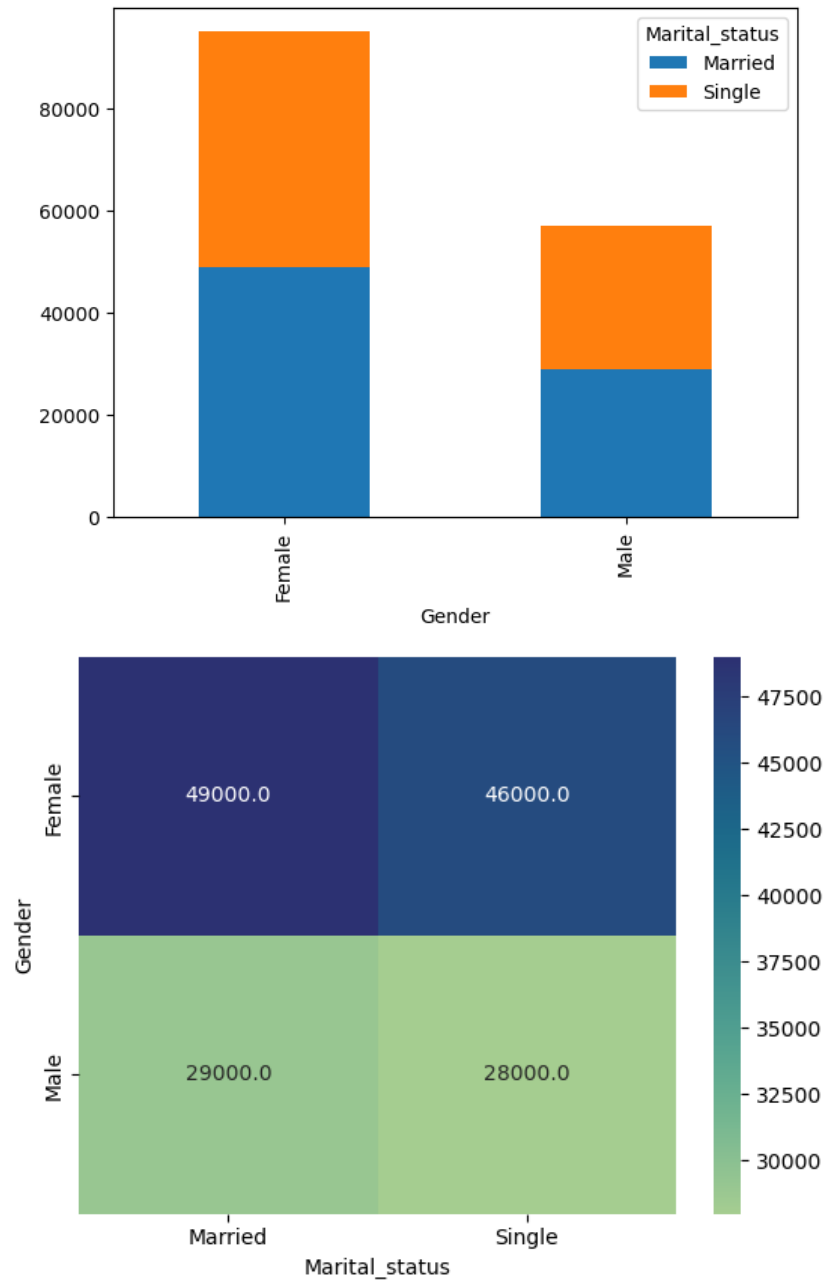 Marital_status
Married
Single
80000
60000
40000
20000
0
Female
Male
Gender
47500
45000
42500
40000
37500
35000
32500
30000
Gender
Female
49000.0 46000.0
Male
29000.0 28000.0
Married Single
Marital_status